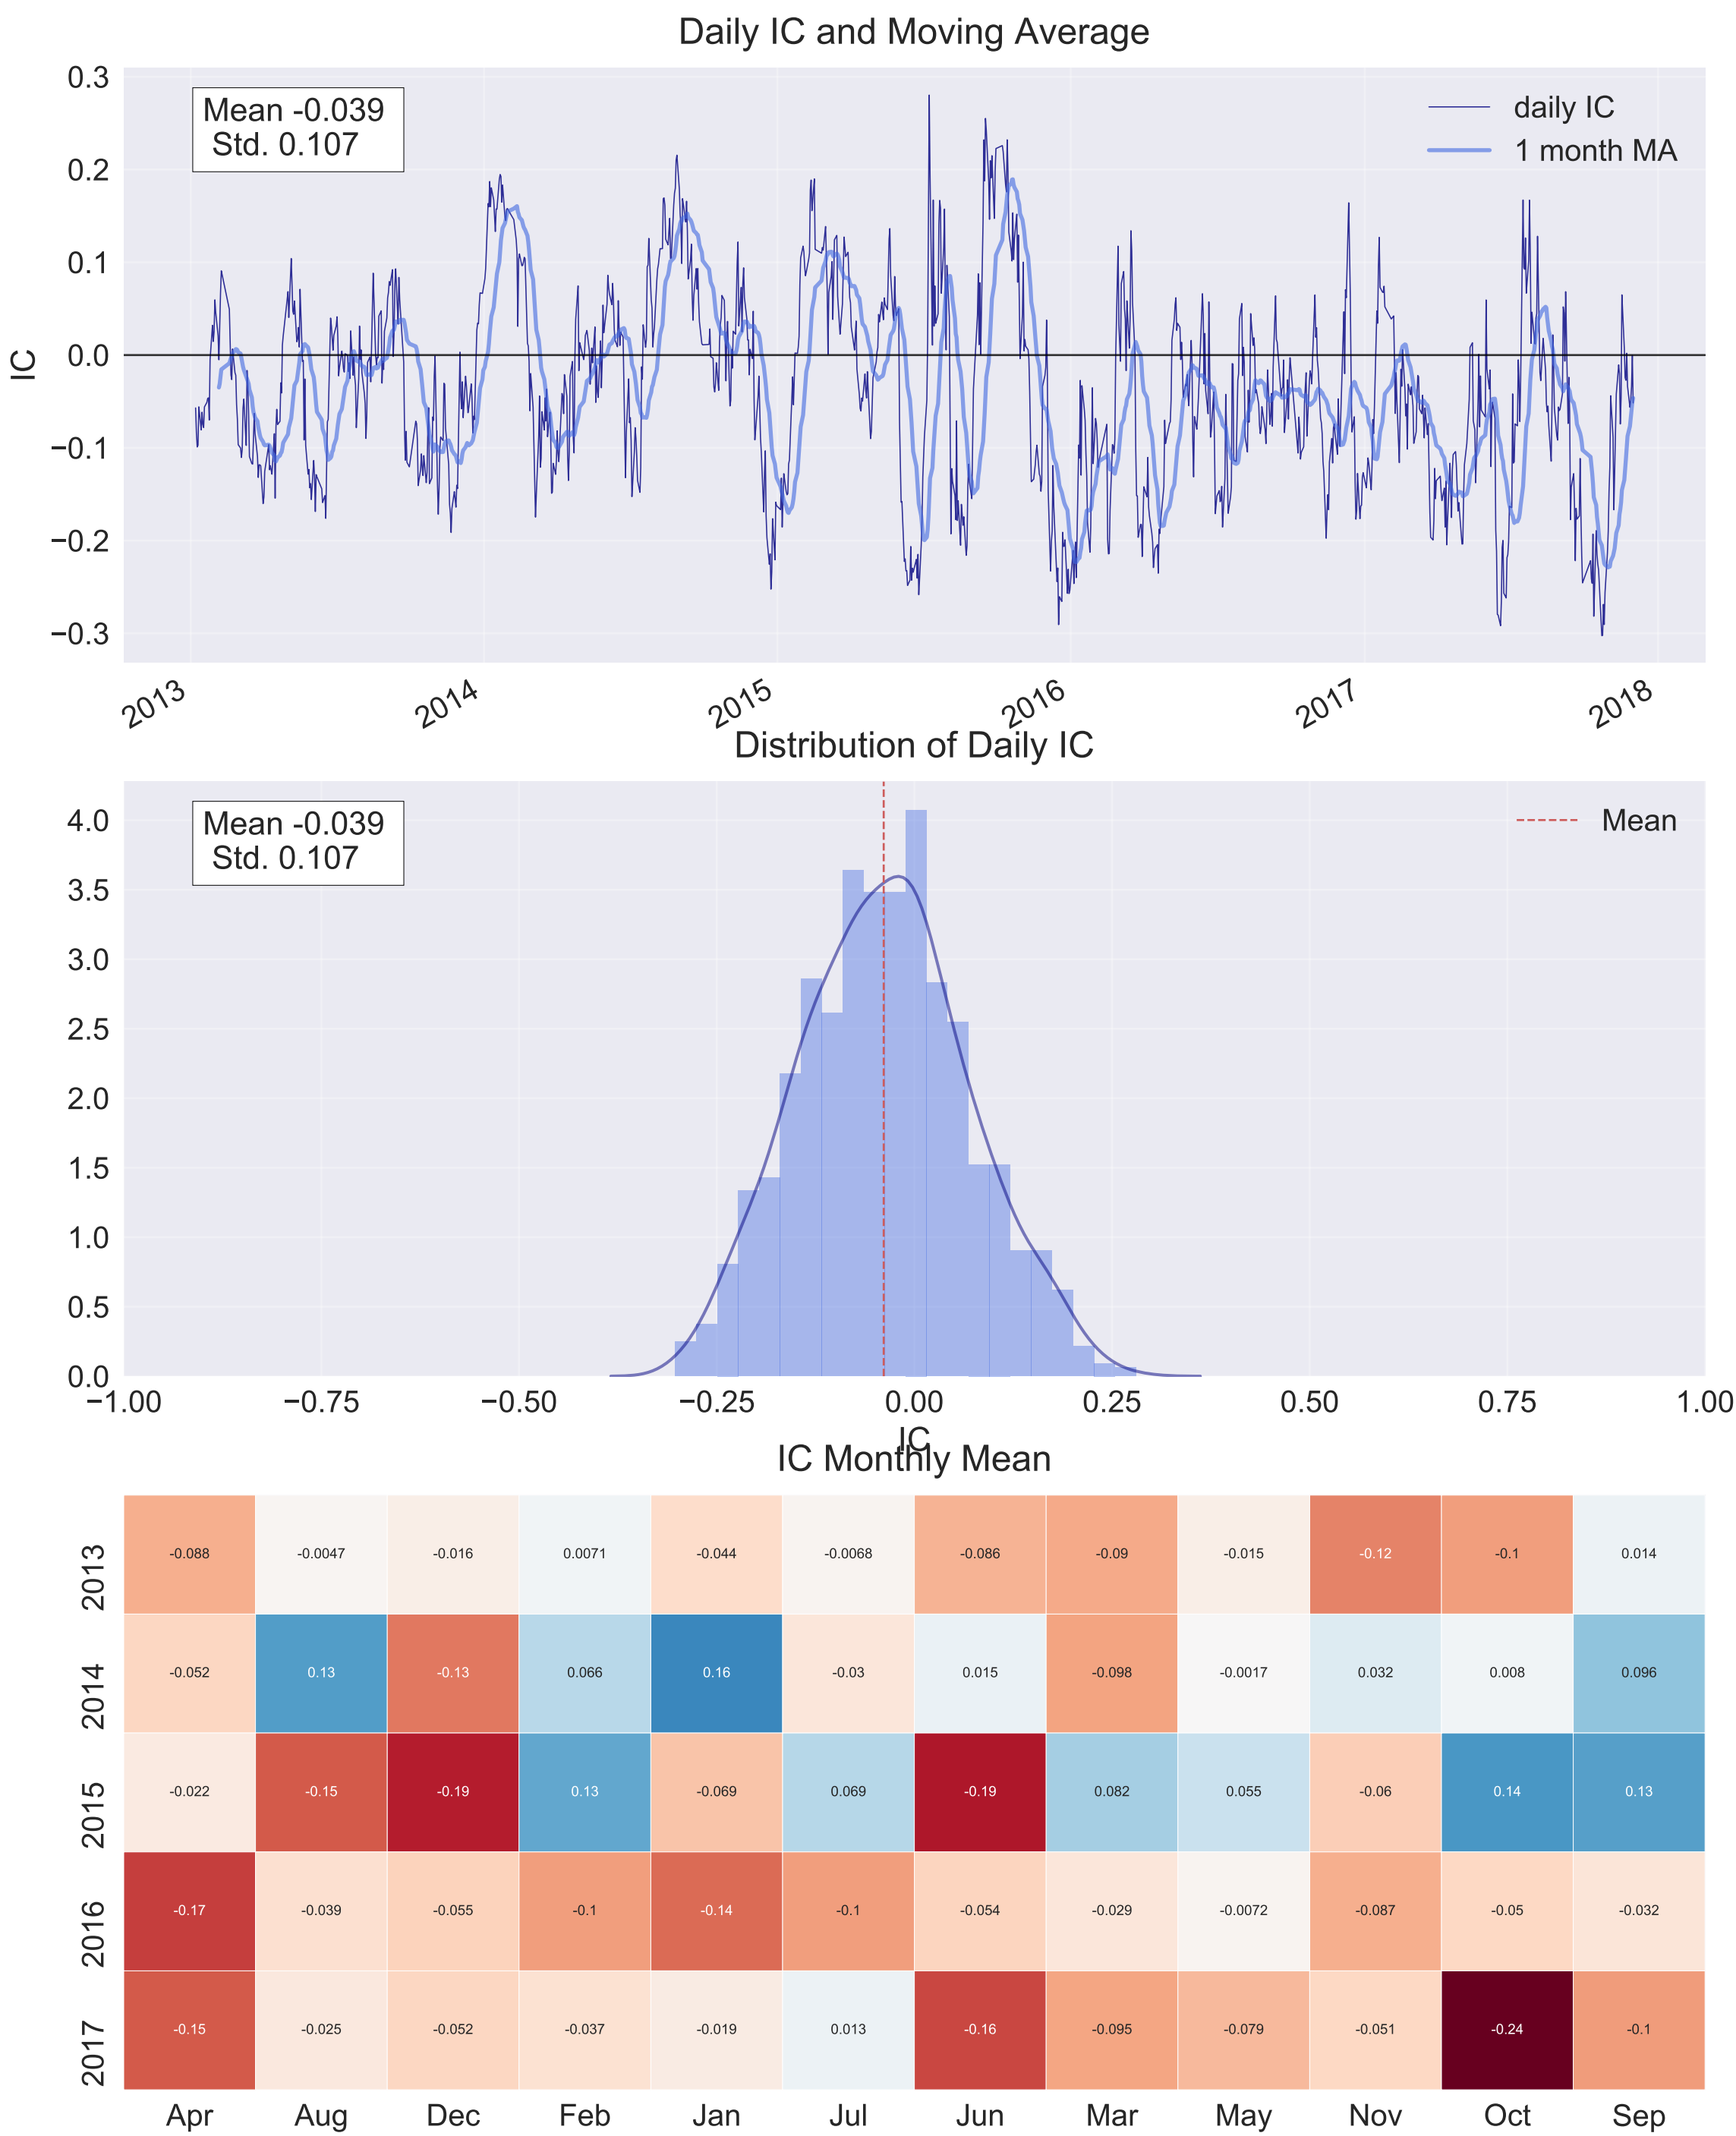 Daily IC and Moving Average
0.3
0.2
0.1
0.0
−0.1
−0.2
−0.3
IC
Mean -0.039
Std. 0.107
daily IC
1 month MA
2013 2014 2015 2016 2017 2018
Distribution of Daily IC
4.0
3.5
3.0
2.5
2.0
1.5
1.0
0.5
0.0
Mean -0.039
Std. 0.107
Mean
−1.00 −0.75 −0.50 −0.25 0.00 0.25 0.50 0.75 1.00
IC
IC Monthly Mean
2013 -0.088 -0.0047 -0.016 0.0071 -0.044 -0.0068 -0.086 -0.09 -0.015 -0.12 -0.1 0.014
2014 -0.052 0.13 -0.13 0.066 0.16 -0.03 0.015 -0.098 -0.0017 0.032 0.008 0.096
2015 -0.022 -0.15 -0.19 0.13 -0.069 0.069 -0.19 0.082 0.055 -0.06 0.14 0.13
2016 -0.17 -0.039 -0.055 -0.1 -0.14 -0.1 -0.054 -0.029 -0.0072 -0.087 -0.05 -0.032
2017 -0.15 -0.025 -0.052 -0.037 -0.019 0.013 -0.16 -0.095 -0.079 -0.051 -0.24 -0.1
Apr Aug Dec Feb Jan Jul Jun Mar May Nov Oct Sep